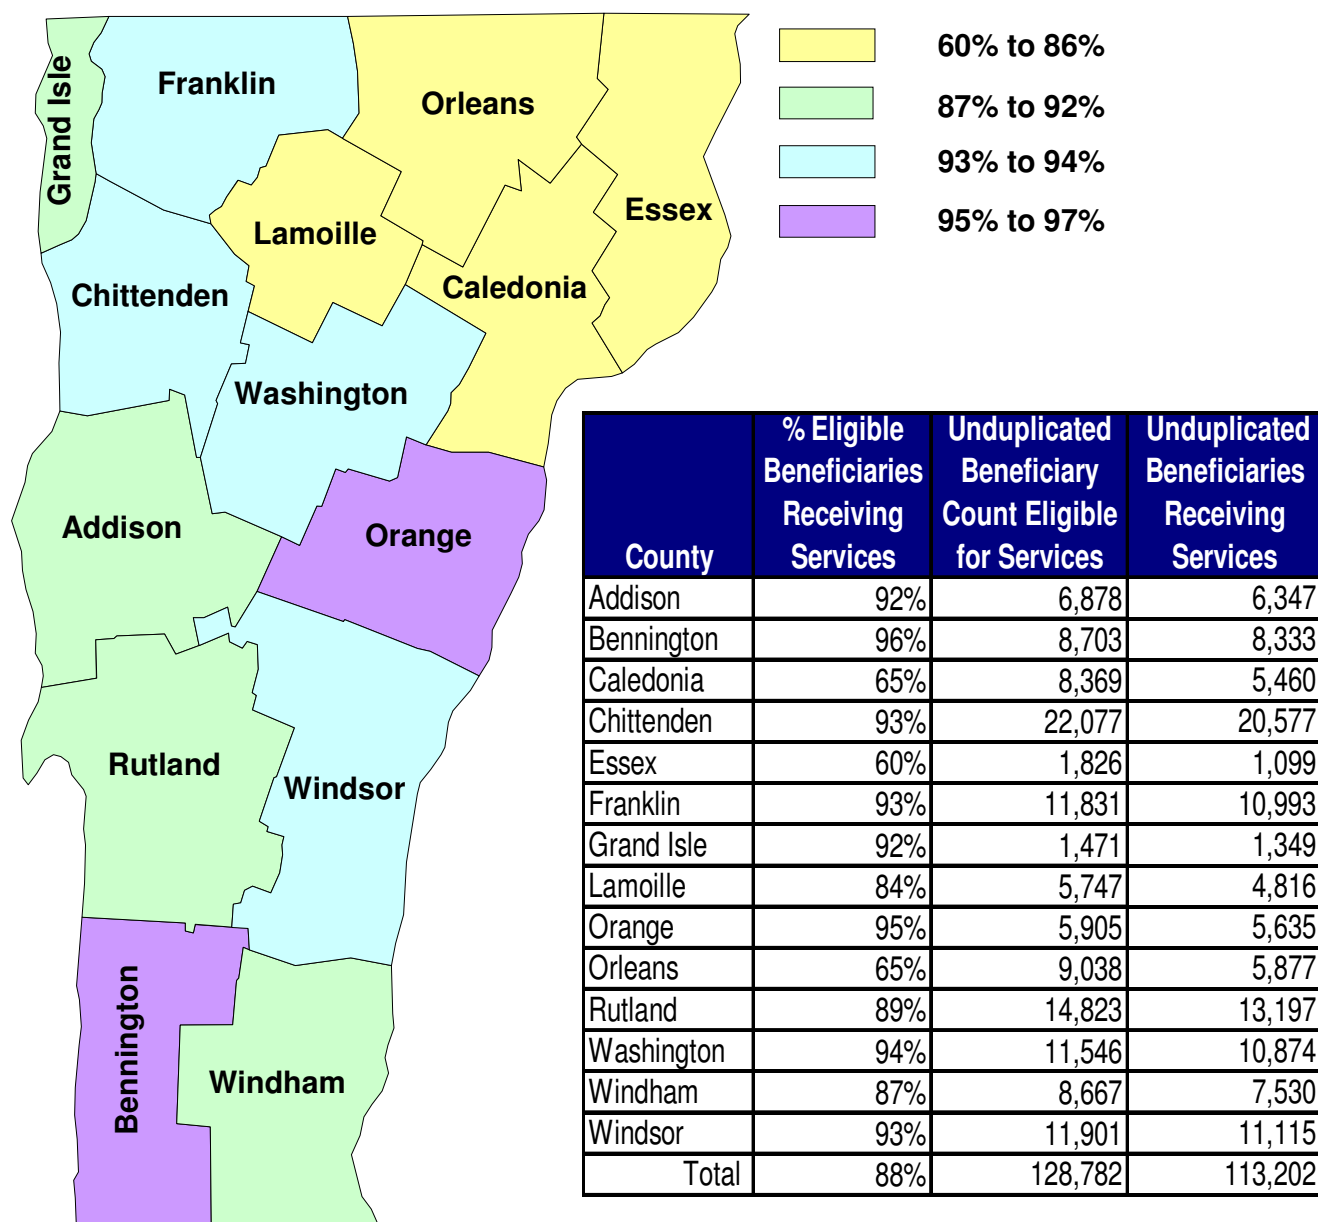 Grand Isle
Franklin
Orleans
Essex
Lamoille
Caledonia
Chittenden
Washington
Addison
Orange
Rutland
Windsor
Bennington
Windham
60% to 86%
87% to 92%
93% to 94%
95% to 97%
County % Eligible Beneficiaries Receiving Services Unduplicated Beneficiary Count Eligible for Services Unduplicated Beneficiaries Receiving Services
Addison 92% 6,878 6,347
Bennington 96% 8,703 8,333
Caledonia 65% 8,369 5,460
Chittenden 93% 22,077 20,577
Essex 60% 1,826 1,099
Franklin 93% 11,831 10,993
Grand Isle 92% 1,471 1,349
Lamoille 84% 5,747 4,816
Orange 95% 5,905 5,635
Orleans 65% 9,038 5,877
Rutland 89% 14,823 13,197
Washington 94% 11,546 10,874
Windham 87% 8,667 7,530
Windsor 93% 11,901 11,115
Total 88% 128,782 113,202